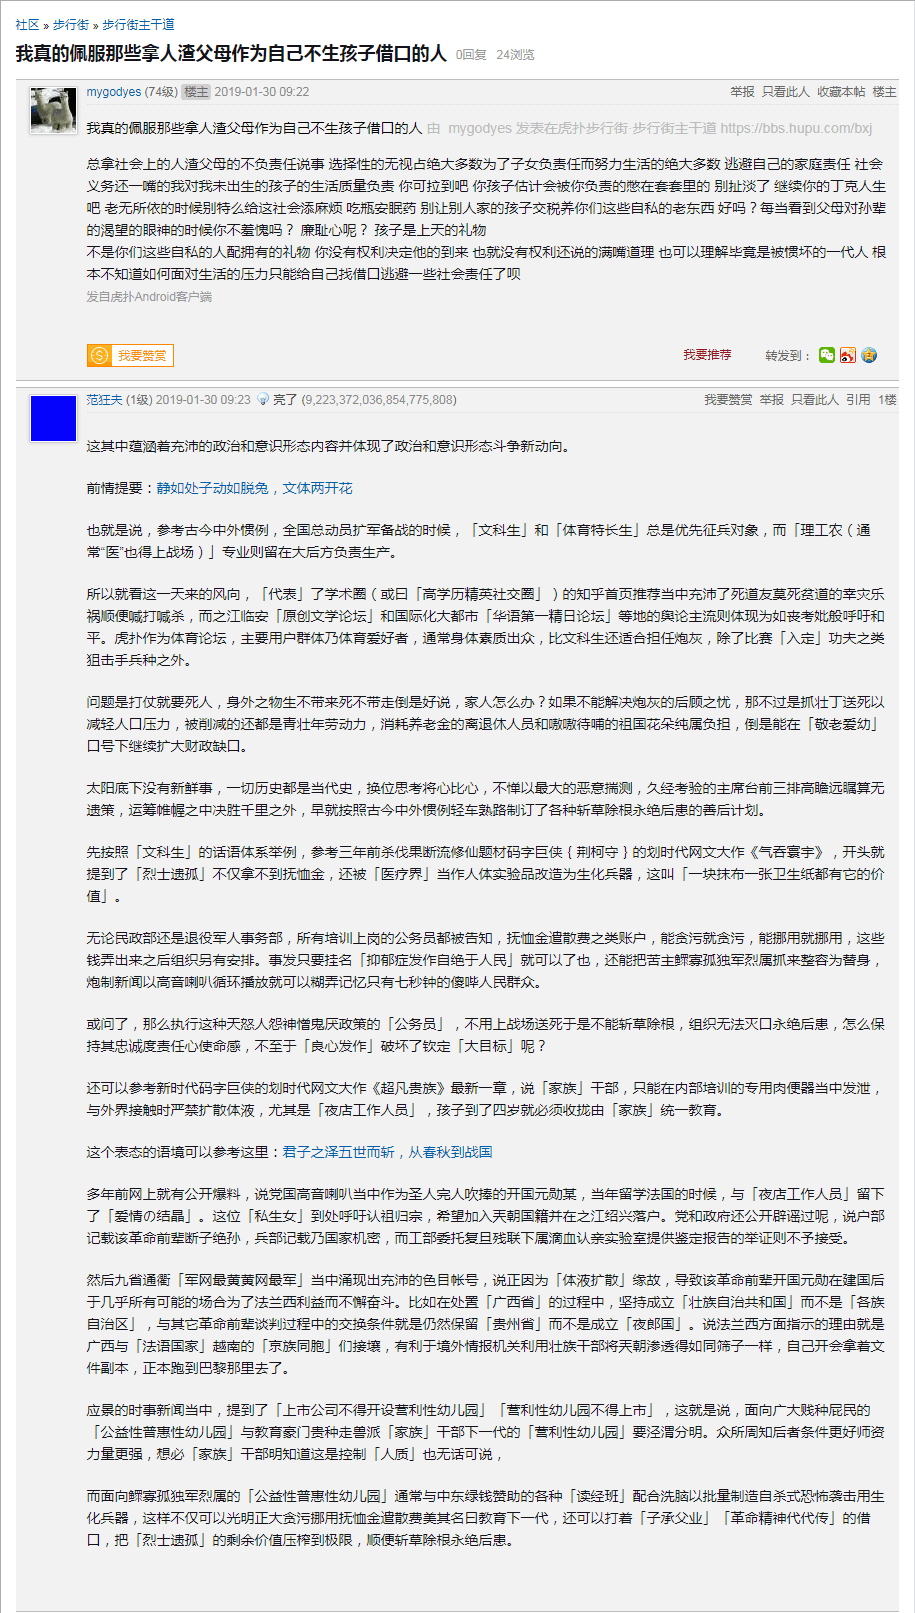 社区 » 步行街 » 步行街主干道
我真的佩服那些拿人渣父母作为自己不生孩子借口的人 0回复 24浏览
mygodyes (74级) 楼主 2019-01-30 09:22 举报 只看此人 收藏本帖 楼主
我真的佩服那些拿人渣父母作为自己不生孩子借口的人 由 mygodyes 发表在虎扑步行街·步行街主干道 https://bbs.hupu.com/bxj
总拿社会上的人渣父母的不负责任说事 选择性的无视占绝大多数为了子女负责任而努力生活的绝大多数 逃避自己的家庭责任 社会
义务还一嘴的我对我未出生的孩子的生活质量负责 你可拉到吧 你孩子估计会被你负责的憋在套套里的 别扯淡了 继续你的丁克人生
吧 老无所依的时候别特么给这社会添麻烦 吃瓶安眠药 别让别人家的孩子交税养你们这些自私的老东西 好吗？每当看到父母对孙辈
的渴望的眼神的时候你不羞愧吗？ 廉耻心呢？ 孩子是上天的礼物
不是你们这些自私的人配拥有的礼物 你没有权利决定他的到来 也就没有权利还说的满嘴道理 也可以理解毕竟是被惯坏的一代人 根
本不知道如何面对生活的压力只能给自己找借口逃避一些社会责任了呗
发自虎扑Android客户端
我要赞赏 我要推荐 转发到：
范狂夫 (1级) 2019-01-30 09:23 亮了 (9,223,372,036,854,775,808) 我要赞赏 举报 只看此人 引用 1楼
这其中蕴涵着充沛的政治和意识形态内容并体现了政治和意识形态斗争新动向。
前情提要：静如处子动如脱兔，文体两开花
也就是说，参考古今中外惯例，全国总动员扩军备战的时候，「文科生」和「体育特长生」总是优先征兵对象，而「理工农（通
常“医”也得上战场）」专业则留在大后方负责生产。
所以就看这一天来的风向，「代表」了学术圈（或曰「高学历精英社交圈」）的知乎首页推荐当中充沛了死道友莫死贫道的幸灾乐
祸顺便喊打喊杀，而之江临安「原创文学论坛」和国际化大都市「华语第一精日论坛」等地的舆论主流则体现为如丧考妣般呼吁和
平。虎扑作为体育论坛，主要用户群体乃体育爱好者，通常身体素质出众，比文科生还适合担任炮灰，除了比赛「入定」功夫之类
狙击手兵种之外。
问题是打仗就要死人，身外之物生不带来死不带走倒是好说，家人怎么办？如果不能解决炮灰的后顾之忧，那不过是抓壮丁送死以
减轻人口压力，被削减的还都是青壮年劳动力，消耗养老金的离退休人员和嗷嗷待哺的祖国花朵纯属负担，倒是能在「敬老爱幼」
口号下继续扩大财政缺口。
太阳底下没有新鲜事，一切历史都是当代史，换位思考将心比心，不惮以最大的恶意揣测，久经考验的主席台前三排高瞻远瞩算无
遗策，运筹帷幄之中决胜千里之外，早就按照古今中外惯例轻车熟路制订了各种斩草除根永绝后患的善后计划。
先按照「文科生」的话语体系举例，参考三年前杀伐果断流修仙题材码字巨侠｛荆柯守｝的划时代网文大作《气吞寰宇》，开头就
提到了「烈士遗孤」不仅拿不到抚恤金，还被「医疗界」当作人体实验品改造为生化兵器，这叫「一块抹布一张卫生纸都有它的价
值」。
无论民政部还是退役军人事务部，所有培训上岗的公务员都被告知，抚恤金遣散费之类账户，能贪污就贪污，能挪用就挪用，这些
钱弄出来之后组织另有安排。事发只要挂名「抑郁症发作自绝于人民」就可以了也，还能把苦主鳏寡孤独军烈属抓来整容为替身，
炮制新闻以高音喇叭循环播放就可以糊弄记忆只有七秒钟的傻哔人民群众。
或问了，那么执行这种天怒人怨神憎鬼厌政策的「公务员」，不用上战场送死于是不能斩草除根，组织无法灭口永绝后患，怎么保
持其忠诚度责任心使命感，不至于「良心发作」破坏了钦定「大目标」呢？
还可以参考新时代码字巨侠的划时代网文大作《超凡贵族》最新一章，说「家族」干部，只能在内部培训的专用肉便器当中发泄，
与外界接触时严禁扩散体液，尤其是「夜店工作人员」，孩子到了四岁就必须收拢由「家族」统一教育。
这个表态的语境可以参考这里：君子之泽五世而斩，从春秋到战国
多年前网上就有公开爆料，说党国高音喇叭当中作为圣人完人吹捧的开国元勋某，当年留学法国的时候，与「夜店工作人员」留下
了「爱情の结晶」。这位「私生女」到处呼吁认祖归宗，希望加入天朝国籍并在之江绍兴落户。党和政府还公开辟谣过呢，说户部
记载该革命前辈断子绝孙，兵部记载乃国家机密，而工部委托复旦残联下属滴血认亲实验室提供鉴定报告的举证则不予接受。
然后九省通衢「军网最黄黄网最军」当中涌现出充沛的色目帐号，说正因为「体液扩散」缘故，导致该革命前辈开国元勋在建国后
于几乎所有可能的场合为了法兰西利益而不懈奋斗。比如在处置「广西省」的过程中，坚持成立「壮族自治共和国」而不是「各族
自治区」，与其它革命前辈谈判过程中的交换条件就是仍然保留「贵州省」而不是成立「夜郎国」。说法兰西方面指示的理由就是
广西与「法语国家」越南的「京族同胞」们接壤，有利于境外情报机关利用壮族干部将天朝渗透得如同筛子一样，自己开会拿着文
件副本，正本跑到巴黎那里去了。
应景的时事新闻当中，提到了「上市公司不得开设营利性幼儿园」「营利性幼儿园不得上市」，这就是说，面向广大贱种屁民的
「公益性普惠性幼儿园」与教育豪门贵种走兽派「家族」干部下一代的「营利性幼儿园」要泾渭分明。众所周知后者条件更好师资
力量更强，想必「家族」干部明知道这是控制「人质」也无话可说，
而面向鳏寡孤独军烈属的「公益性普惠性幼儿园」通常与中东绿钱赞助的各种「读经班」配合洗脑以批量制造自杀式恐怖袭击用生
化兵器，这样不仅可以光明正大贪污挪用抚恤金遣散费美其名曰教育下一代，还可以打着「子承父业」「革命精神代代传」的借
口，把「烈士遗孤」的剩余价值压榨到极限，顺便斩草除根永绝后患。